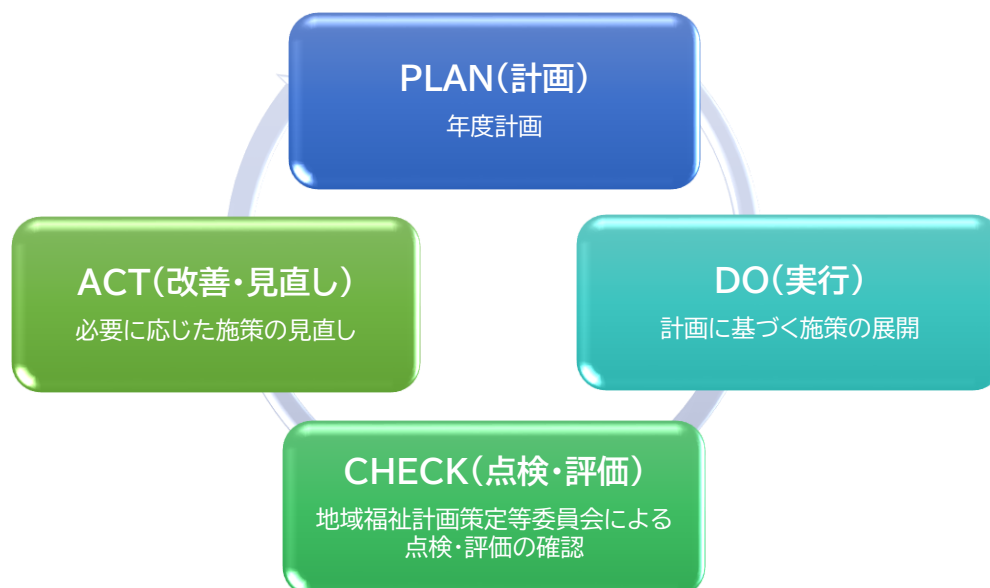 PLAN(計画)
年度計画
ACT(改善・見直し)
必要に応じた施策の見直し
DO(実行)
計画に基づく施策の展開
CHECK(点検・評価)
地域福祉計画策定等委員会による
点検・評価の確認